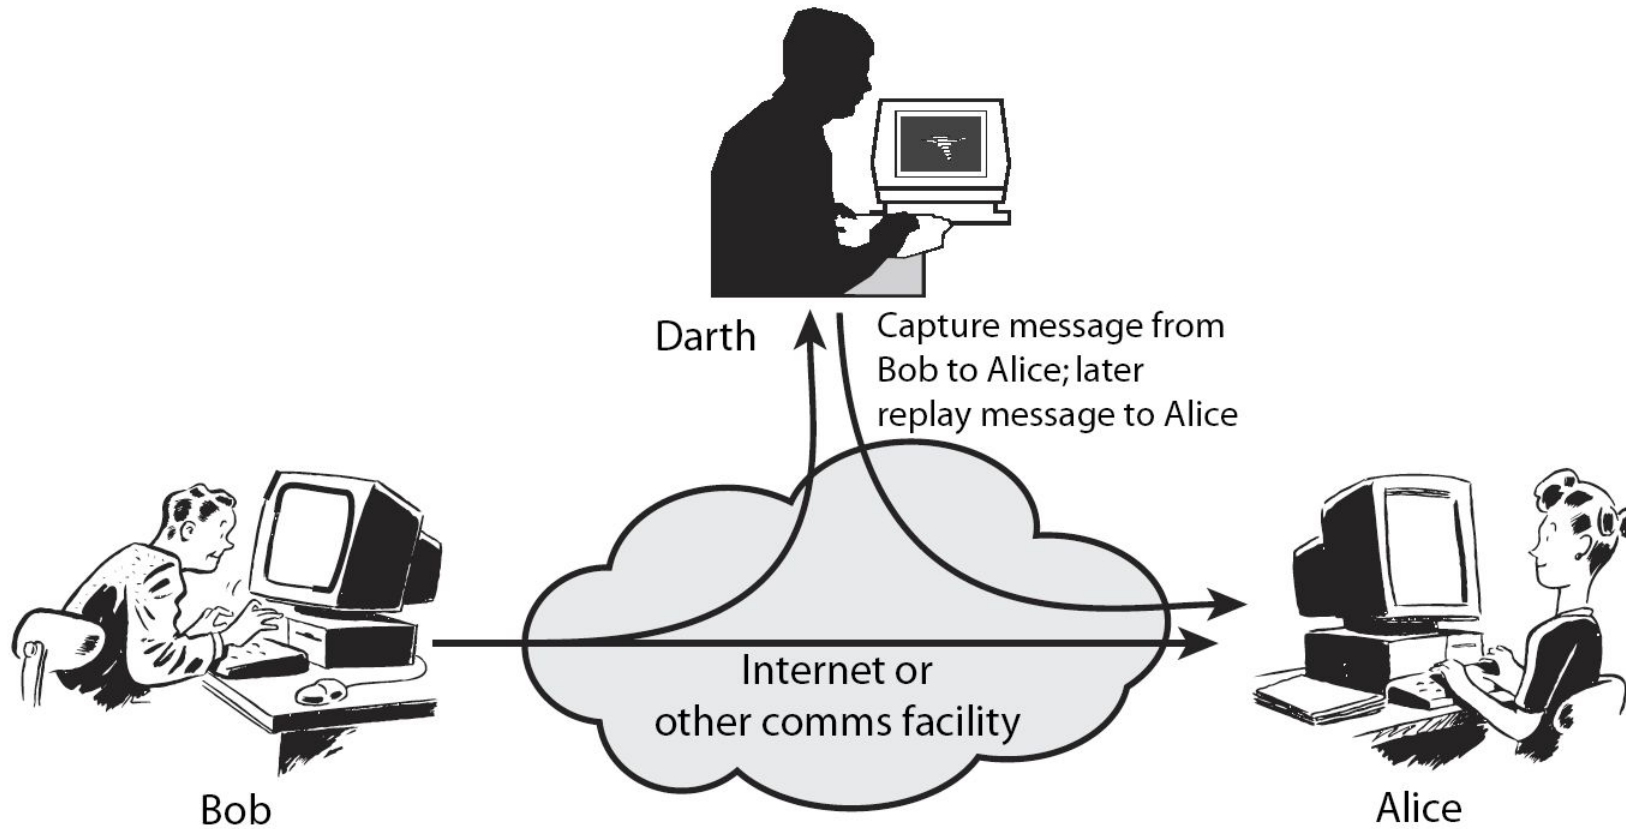 Darth
Capture message from
Bob to Alice; later
replay message to Alice
Internet or
other comms facility
Bob
Alice